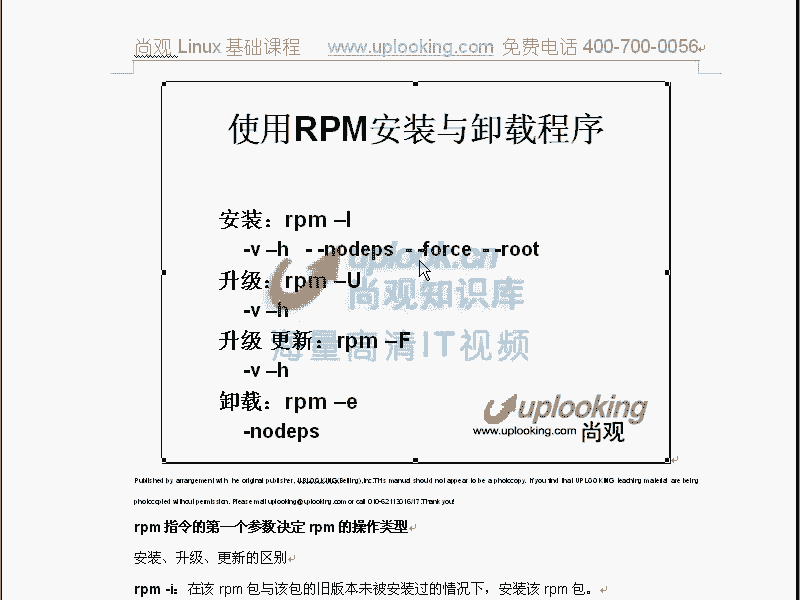 尚观 Linux 基础课程 www.uplooking.com 免费电话 400-700-0056
使用RPM安装与卸载程序
安装：rpm –I
-v –h - -nodeps - -force - -root
uplook.cn
升级：rpm –U
尚观知识库
-v –h
升级 更新：rpm –F
海量高清IT视频
-v –h
卸载：rpm –e
uplooking
-nodeps
www.uplooking.com 尚观
Published by arrangement with the original publisher, UPLOOKING(Beijing),Inc.This manual should not appear to be a photocopy. If you find that UPLOOKING teaching material are being
photocopied without permission. Please mail uplooking@uplooking.com or call 010-62113016/17.Thank you!
rpm 指令的第一个参数决定 rpm 的操作类型
安装、升级、更新的区别
rpm -i：在该 rpm 包与该包的旧版本未被安装过的情况下，安装该 rpm 包。